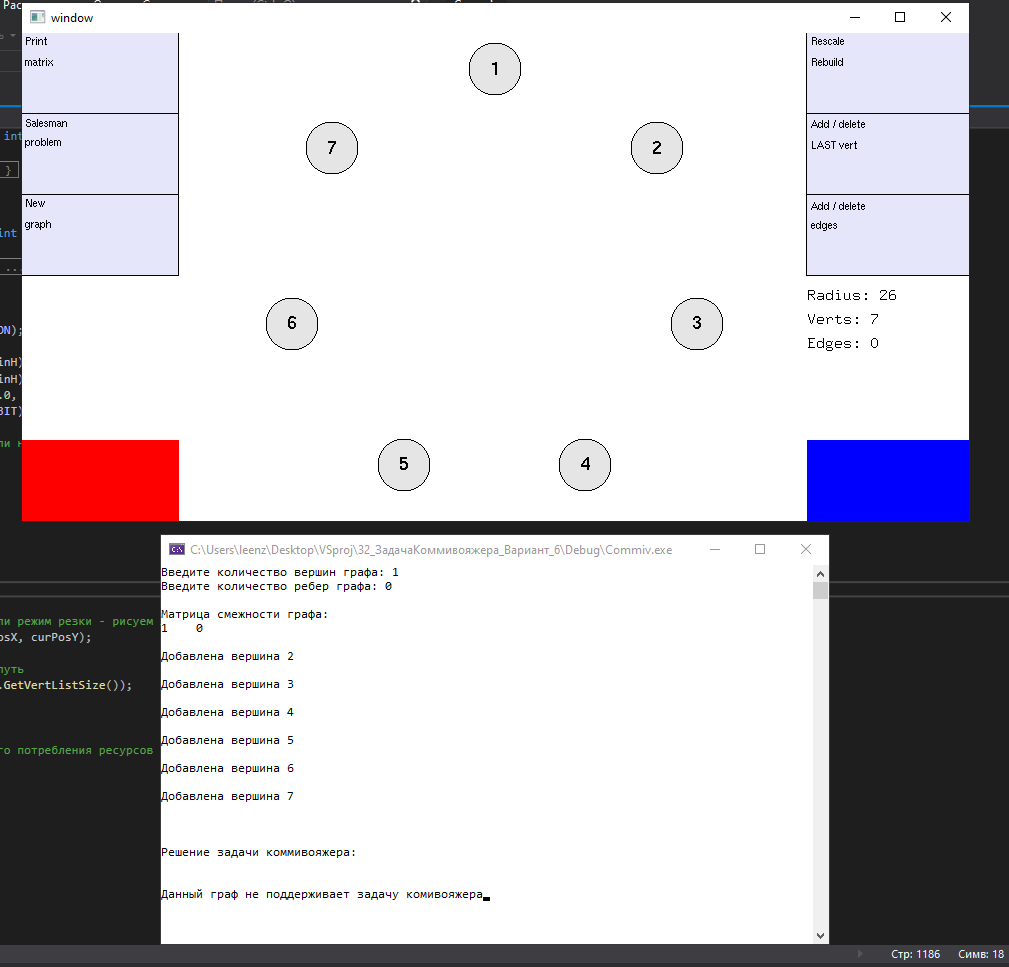 window
Print
matrix
Salesman
problem
New
graph
Rescale
Rebuild
Add / delete
LAST vert
Add / delete
edges
1
7
2
6
3
5
4
Radius: 26
Verts: 7
Edges: 0
int
}
int
...
ON);
inH)
inH)
.0,
BIT)
ли режим резки - рисуем
osX, curPosY);
путь
.GetVertListSize());
го потребления ресурсов
C:\Users\leenz\Desktop\VSproj\32_ЗадачаКоммивояжера_Вариант_6\Debug\Commiv.exe
Введите количество вершин графа: 1
Введите количество ребер графа: 0
Матрица смежности графа:
1 0
Добавлена вершина 2
Добавлена вершина 3
Добавлена вершина 4
Добавлена вершина 5
Добавлена вершина 6
Добавлена вершина 7
Решение задачи коммивояжера:
Данный граф не поддерживает задачу комивояжера
Стр: 1186 Симв: 18